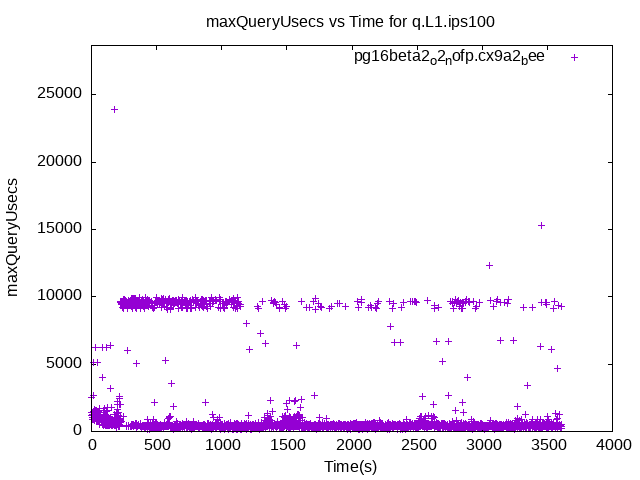 maxQueryUsecs vs Time for q.L1.ips100
pg16beta2ₒ2ₙofp.cx9a2_bee
25000
20000
15000
10000
5000
0
maxQueryUsecs
0 500 1000 1500 2000 2500 3000 3500 4000
Time(s)